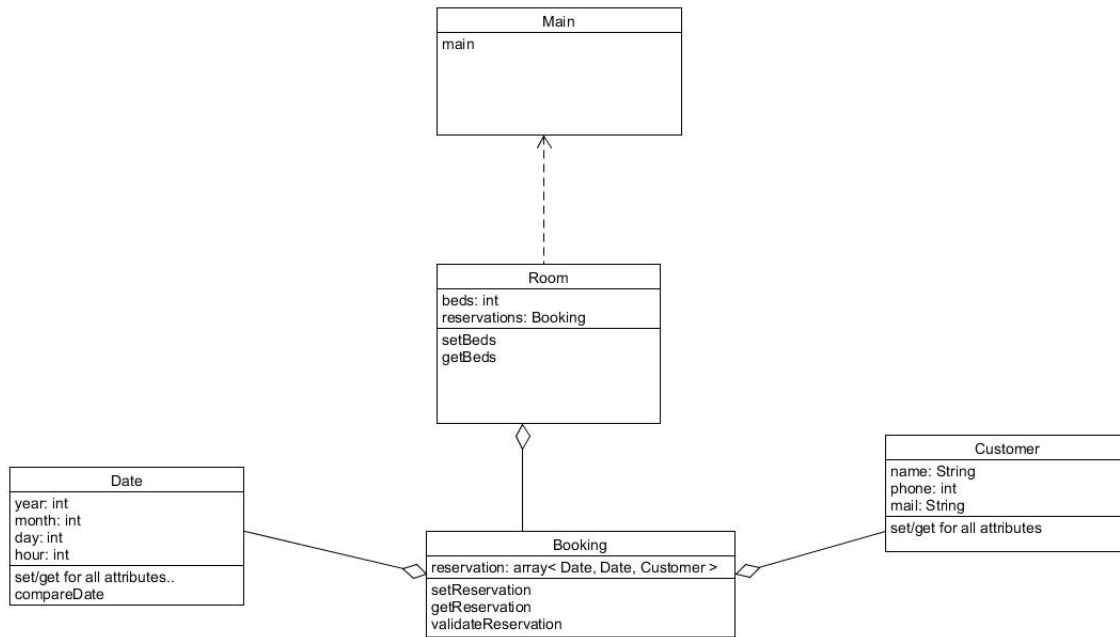 Main
main
Room
beds: int
reservations: Booking
setBeds
getBeds
Date
year: int
month: int
day: int
hour: int
set/get for all attributes..
compareDate
Booking
reservation: array< Date, Date, Customer >
setReservation
getReservation
validateReservation
Customer
name: String
phone: int
mail: String
set/get for all attributes